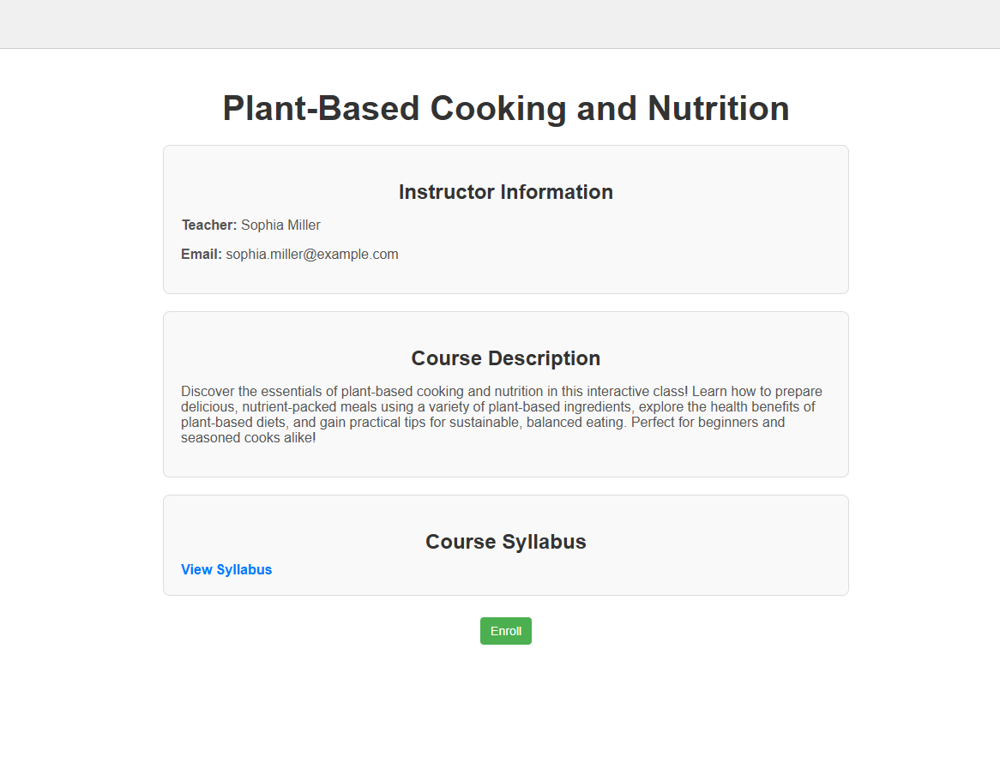 Plant-Based Cooking and Nutrition
Instructor Information
Teacher: Sophia Miller
Email: sophia.miller@example.com
Course Description
Discover the essentials of plant-based cooking and nutrition in this interactive class! Learn how to prepare
delicious, nutrient-packed meals using a variety of plant-based ingredients, explore the health benefits of
plant-based diets, and gain practical tips for sustainable, balanced eating. Perfect for beginners and
seasoned cooks alike!
Course Syllabus
View Syllabus
Enroll